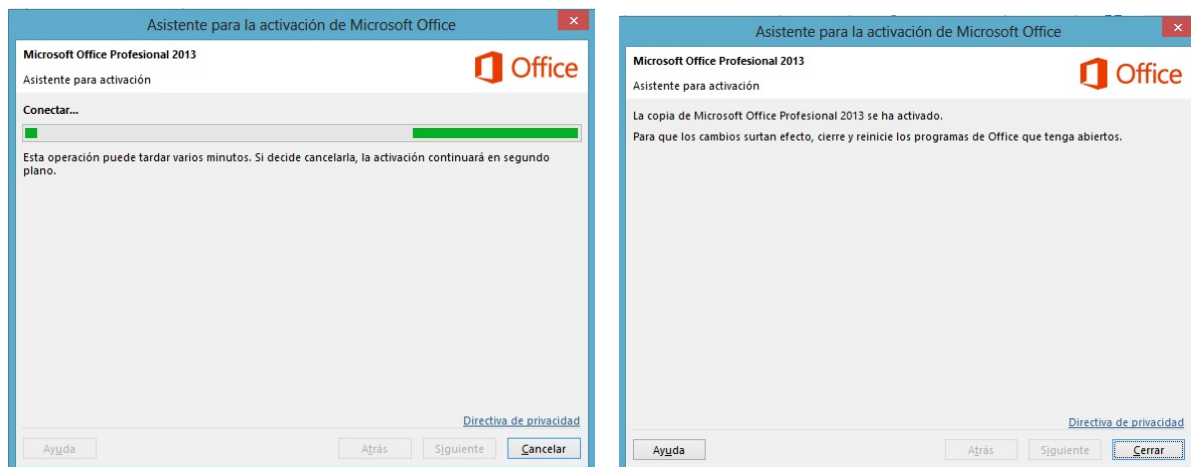 Asistente para la activación de Microsoft Office
Microsoft Office Profesional 2013
Asistente para activación
Office
Conectar...
Esta operación puede tardar varios minutos. Si decide cancelarla, la activación continuará en segundo
plano.
Directiva de privacidad
Ayuda
Atrás
Siguiente
Cancelar
Asistente para la activación de Microsoft Office
Microsoft Office Profesional 2013
Asistente para activación
Office
La copia de Microsoft Office Profesional 2013 se ha activado.
Para que los cambios surtan efecto, cierre y reinicie los programas de Office que tenga abiertos.
Directiva de privacidad
Ayuda
Atrás
Siguiente
Cerrar